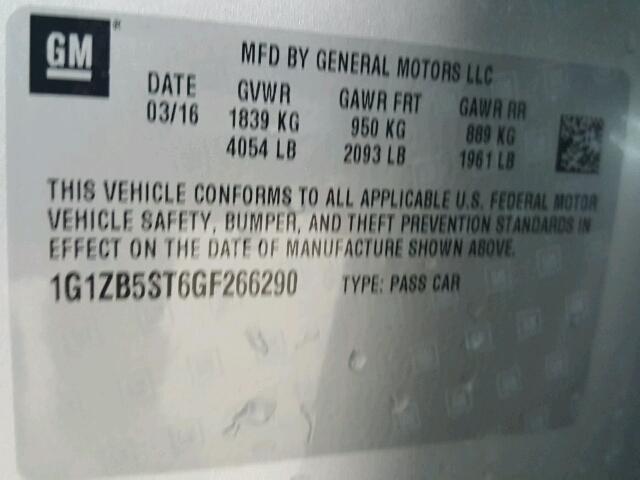 GM®
MFD BY GENERAL MOTORS LLC
DATE GVWR GAWR FRT GAWR RR
03/16 1839 KG 950 KG 889 KG
4054 LB 2093 LB 1961 LB
THIS VEHICLE CONFORMS TO ALL APPLICABLE U.S. FEDERAL MOTOR
VEHICLE SAFETY, BUMPER, AND THEFT PREVENTION STANDARDS IN
EFFECT ON THE DATE OF MANUFACTURE SHOWN ABOVE.
1G1ZB5ST6GF266290 TYPE: PASS CAR